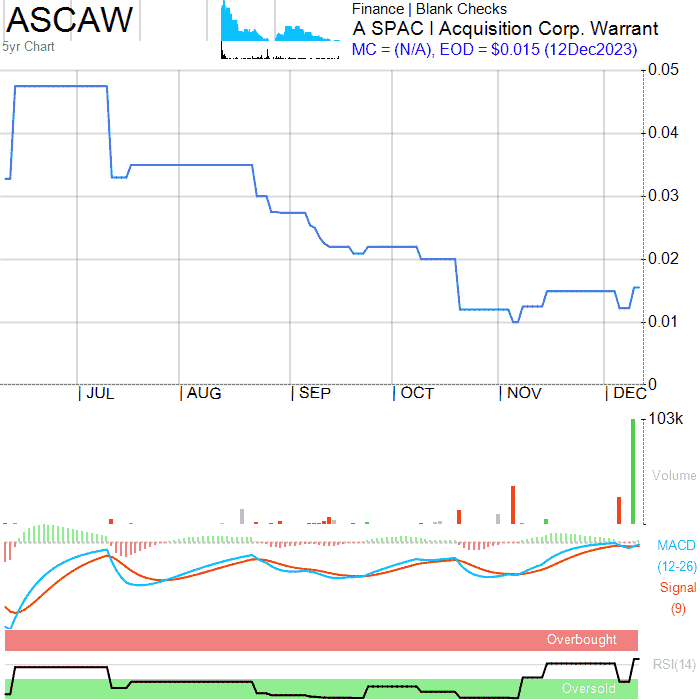 ASCAW
5yr Chart
Finance | Blank Checks
A SPAC I Acquisition Corp. Warrant
MC = (N/A), EOD = $0.015 (12Dec2023)
0.05
0.04
0.03
0.02
0.01
0
| JUL | AUG | SEP | OCT | NOV | DEC
103k
Volume
MACD
(12-26)
Signal
(9)
Overbought
RSI(14)
Oversold